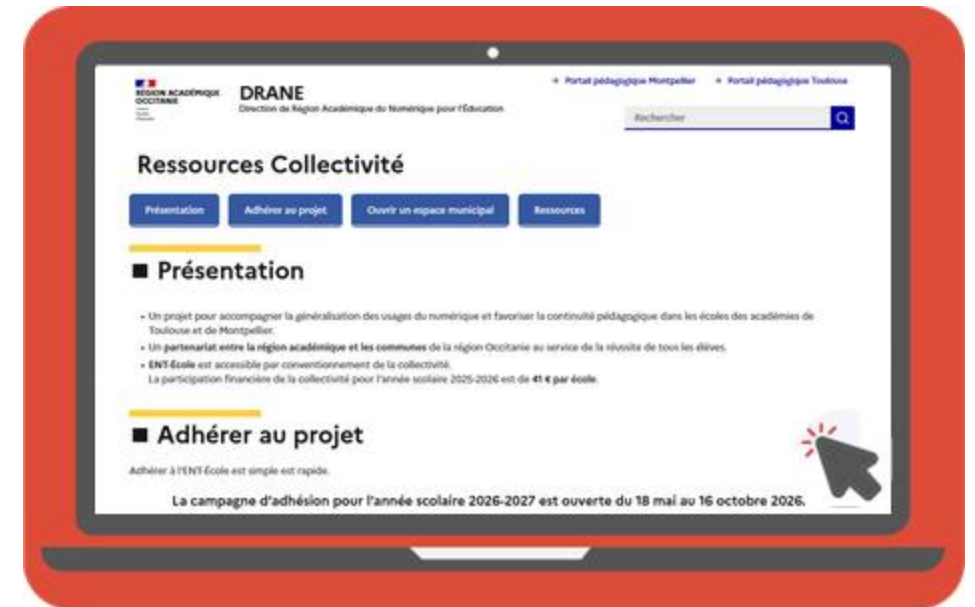 → Portail pédagogique Montpellier → Portail pédagogique Toulouse
RÉGION ACADÉMIQUE
OCCITANIE
DRANE
Direction de Région Académique du Numérique pour l'Éducation
Rechercher
Ressources Collectivité
Présentation Adhérer au projet Ouvrir un espace municipal Ressources
■ Présentation
• Un projet pour accompagner la généralisation des usages du numérique et favoriser la continuité pédagogique dans les écoles des académies de
Toulouse et de Montpellier.
• Un partenariat entre la région académique et les communes de la région Occitanie au service de la réussite de tous les élèves.
• ENT-École est accessible par conventionnement de la collectivité.
La participation financière de la collectivité pour l'année scolaire 2025-2026 est de 41 € par école.
■ Adhérer au projet
Adhérer à l'ENT-École est simple est rapide.
La campagne d'adhésion pour l'année scolaire 2026-2027 est ouverte du 18 mai au 16 octobre 2026.